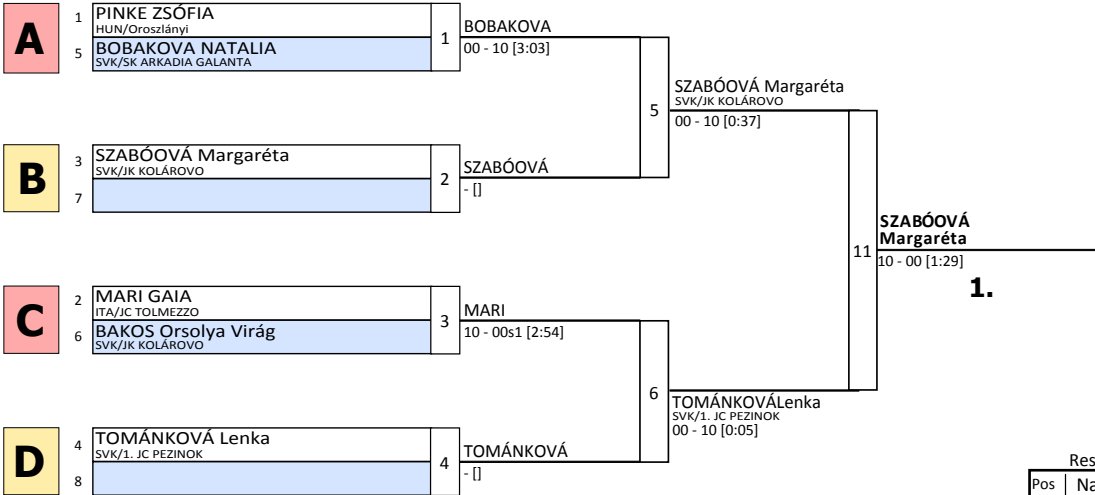 A
1 PINKE ZSÓFIA
HUN/Oroszlányi
5 BOBAKOVA NATALIA
SVK/SK ARKADIA GALANTA
1
BOBAKOVA
00 - 10 [3:03]
5
SZABÓOVÁ Margaréta
SVK/JK KOLÁROVO
00 - 10 [0:37]
B
3 SZABÓOVÁ Margaréta
SVK/JK KOLÁROVO
7
2
SZABÓOVÁ
- []
11
SZABÓOVÁ
Margaréta
10 - 00 [1:29]
1.
C
2 MARI GAIA
ITA/JC TOLMEZZO
6 BAKOS Orsolya Virág
SVK/JK KOLÁROVO
3
MARI
10 - 00s1 [2:54]
6
TOMÁNKOVÁLenka
SVK/1. JC PEZINOK
00 - 10 [0:05]
D
4 TOMÁNKOVÁ Lenka
SVK/1. JC PEZINOK
8
4
TOMÁNKOVÁ
- []
Res
Pos Na